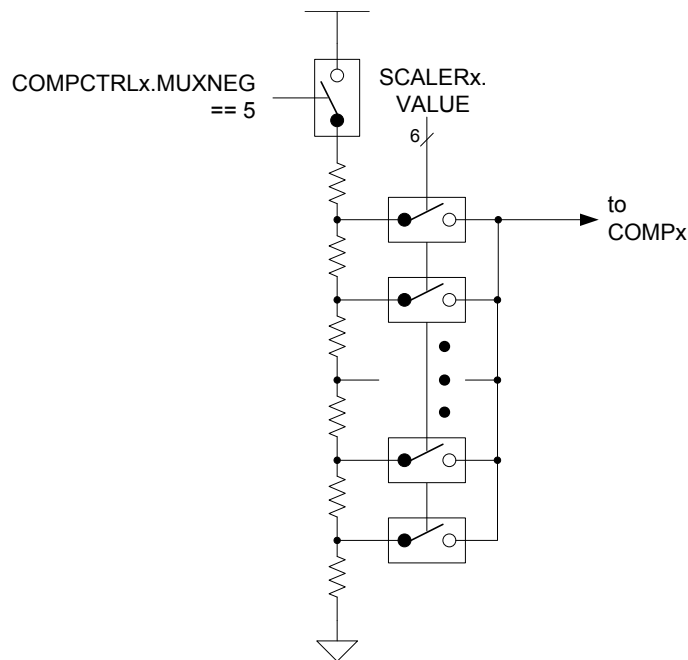 COMPCTRLx.MUXNEG
== 5
SCALERx.
VALUE
6
to
COMPx